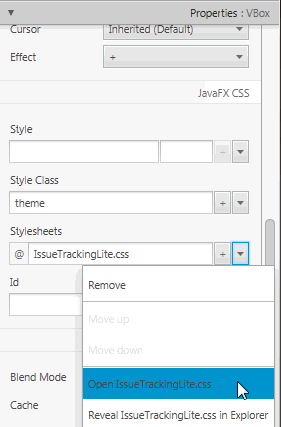 Properties : VBox
Cursor
Inherited (Default)
Effect
+
JavaFX CSS
Style
+
Style Class
theme
+
Stylesheets
@ IssueTrackingLite.css
+
Id
Remove
Move up
Move down
Blend Mode
Open IssueTrackingLite.css
Cache
Reveal IssueTrackingLite.css in Explorer